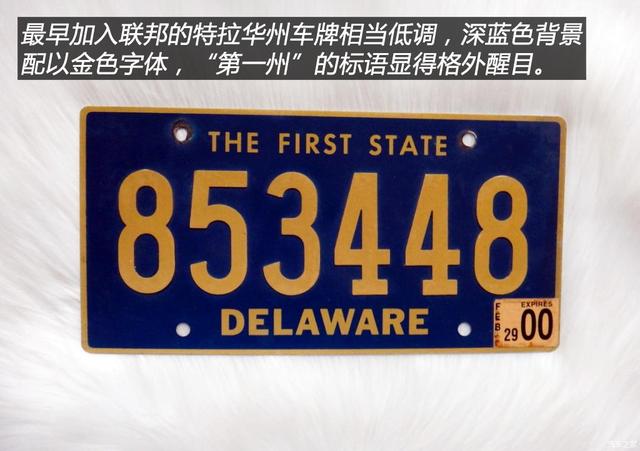 最早加入联邦的特拉华州车牌相当低调，深蓝色背景
配以金色字体，“第一州”的标语显得格外醒目。
THE FIRST STATE
853448
DELAWARE
EXPIRES
FEB
29 00